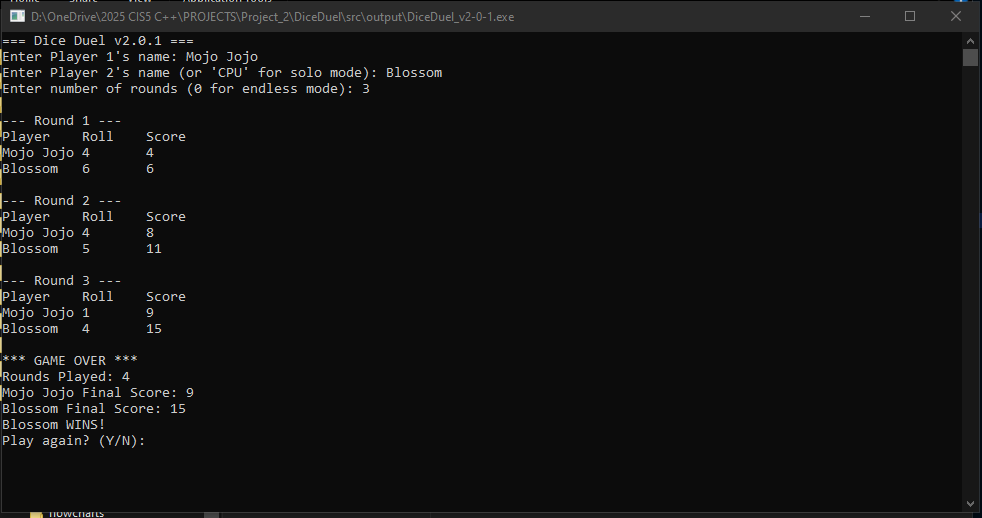 D:\OneDrive\2025 CIS5 C++\PROJECTS\Project_2\DiceDuel\src\output\DiceDuel_v2-0-1.exe
=== Dice Duel v2.0.1 ===
Enter Player 1's name: Mojo Jojo
Enter Player 2's name (or 'CPU' for solo mode): Blossom
Enter number of rounds (0 for endless mode): 3
--- Round 1 ---
Player    Roll    Score
Mojo Jojo 4       4
Blossom   6       6
--- Round 2 ---
Player    Roll    Score
Mojo Jojo 4       8
Blossom   5       11
--- Round 3 ---
Player    Roll    Score
Mojo Jojo 1       9
Blossom   4       15
*** GAME OVER ***
Rounds Played: 4
Mojo Jojo Final Score: 9
Blossom Final Score: 15
Blossom WINS!
Play again? (Y/N):